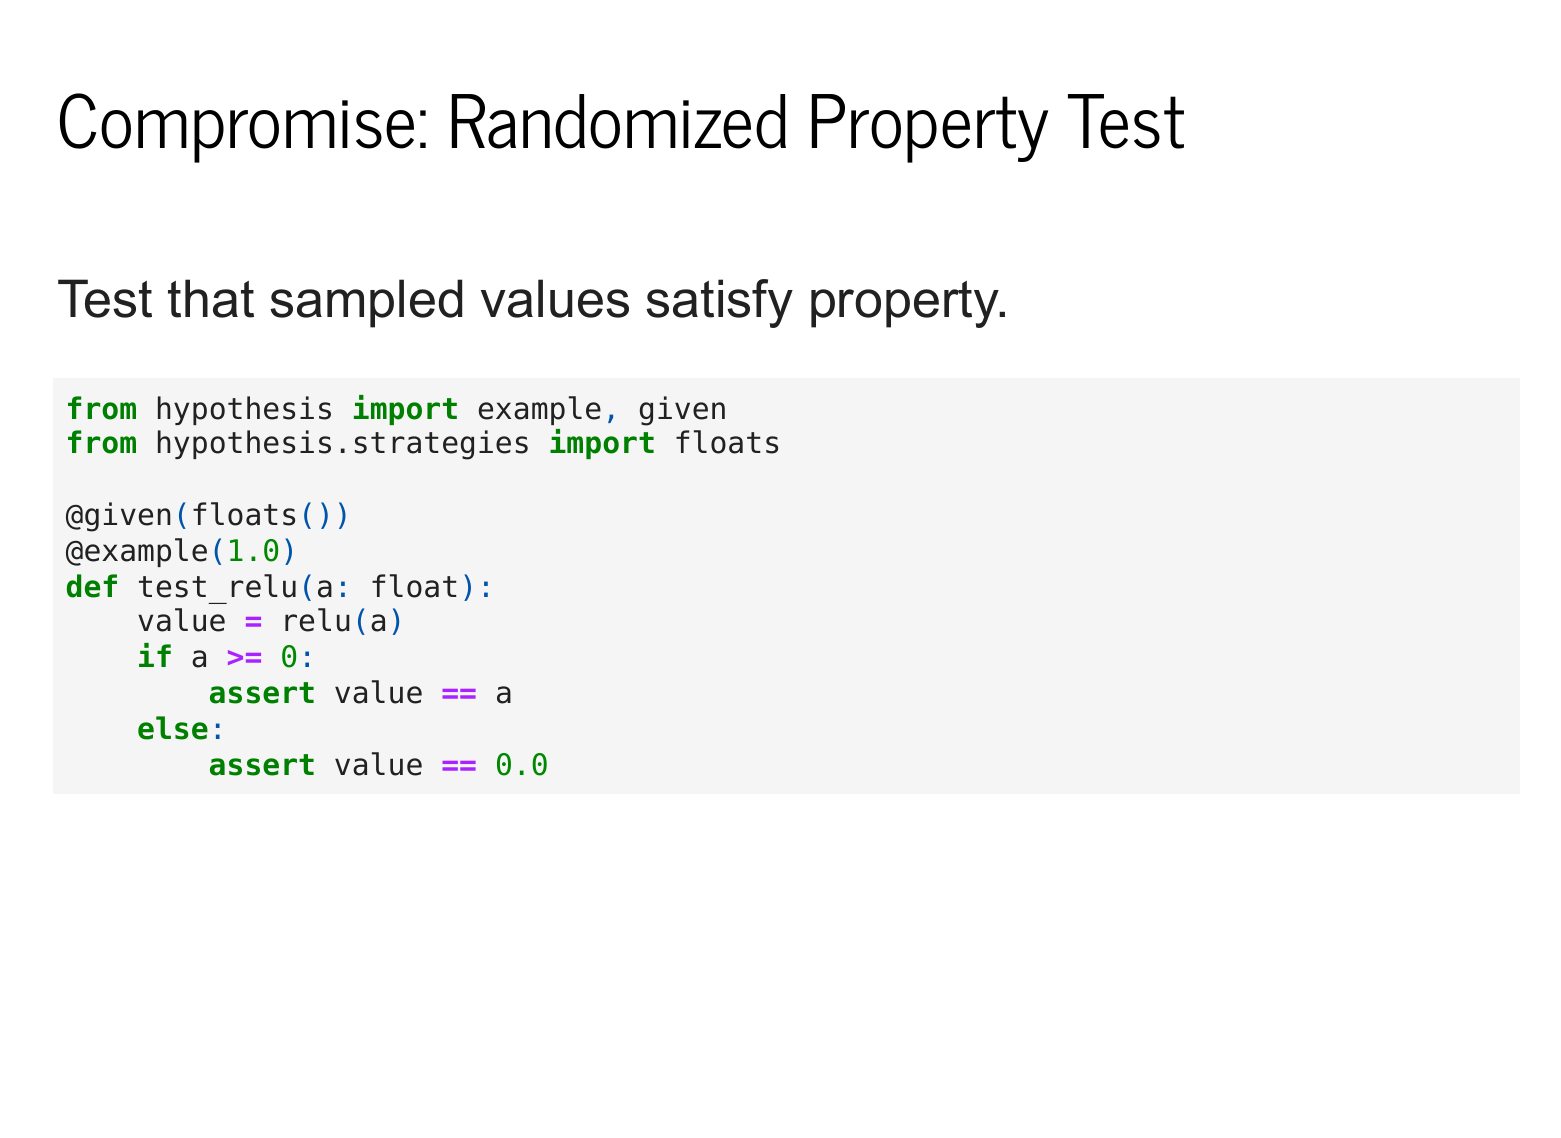 Compromise: Randomized Property Test
Test that sampled values satisfy property.
from hypothesis import example, given
from hypothesis.strategies import floats

@given(floats())
@example(1.0)
def test_relu(a: float):
    value = relu(a)
    if a >= 0:
        assert value == a
    else:
        assert value == 0.0